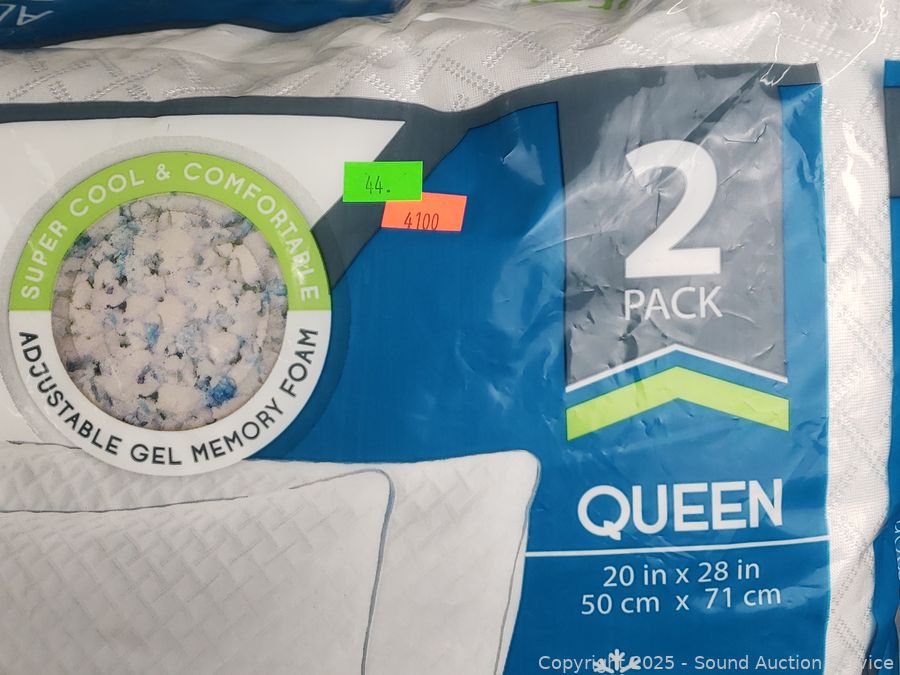 SUPER COOL & COMFORTABLE
ADJUSTABLE GEL MEMORY FOAM
44.
4100
2
PACK
QUEEN
20 in x 28 in
50 cm x 71 cm
Copyright 2025 - Sound Auction Service